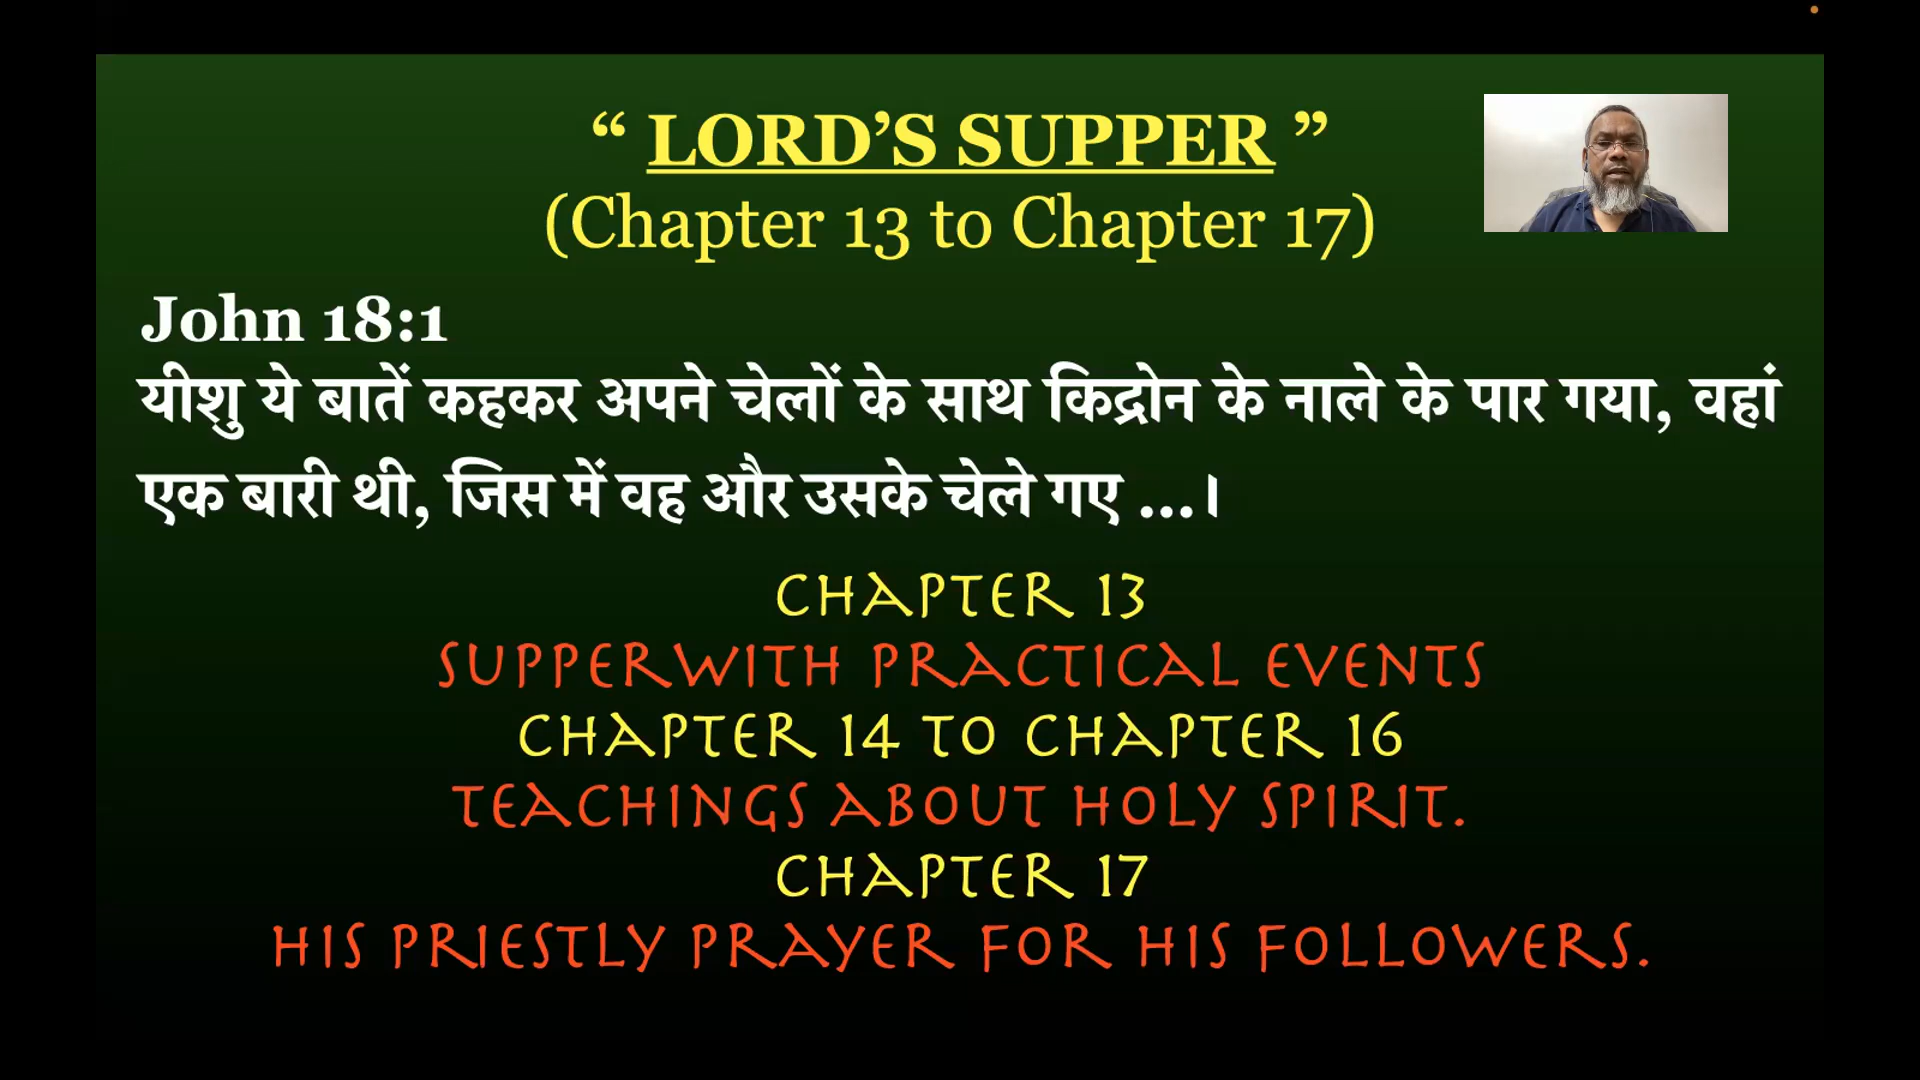 “ LORD’S SUPPER ”
(Chapter 13 to Chapter 17)
John 18:1
यीशु ये बातें कहकर अपने चेलों के साथ किद्रोन के नाले के पार गया, वहां
एक बारी थी, जिस में वह और उसके चेले गए ...।
CHAPTER 13
SUPPERWITH PRACTICAL EVENTS
CHAPTER 14 TO CHAPTER 16
TEACHINGS ABOUT HOLY SPIRIT.
CHAPTER 17
HIS PRIESTLY PRAYER FOR HIS FOLLOWERS.